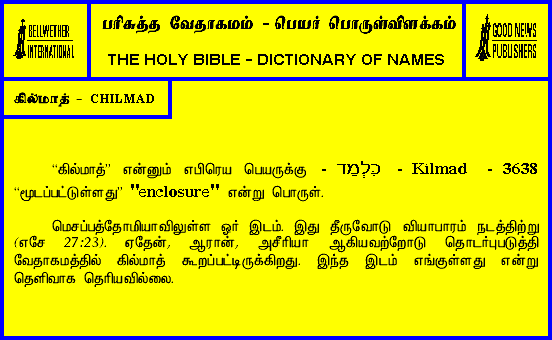 BELLWETHER
INTERNATIONAL
பரிசுத்த வேதாகமம் - பெயர் பொருள்விளக்கம்
THE HOLY BIBLE - DICTIONARY OF NAMES
GOOD NEWS
PUBLISHERS
கில்மாத் - CHILMAD
“கில்மாத்” என்னும் எபிரெய பெயருக்கு - כִּלְמַד - Kilmad - 3638
“மூடப்பட்டுள்ளது” "enclosure" என்று பொருள்.
மெசப்பத்தோமியாவிலுள்ள ஓர் இடம். இது தீருவோடு வியாபாரம் நடத்திற்று
(எசே 27:23). ஏதேன், ஆரான், அசீரியா ஆகியவற்றோடு தொடர்புபடுத்தி
வேதாகமத்தில் கில்மாத் கூறப்பட்டிருக்கிறது. இந்த இடம் எங்குள்ளது என்று
தெளிவாக தெரியவில்லை.